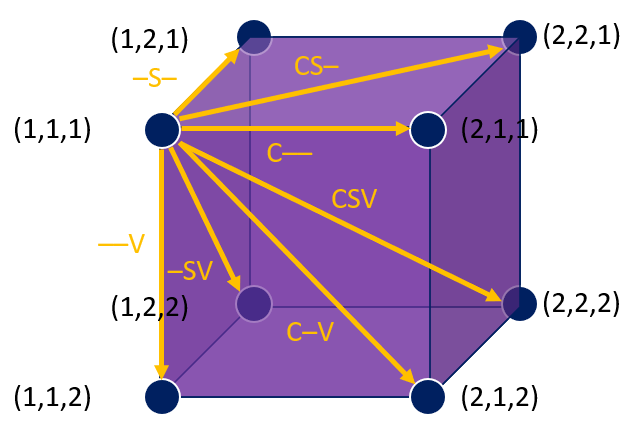 (1,2,1)
(2,2,1)
–S–
CS–
(1,1,1)
(2,1,1)
C–––
CSV
–––V
–SV
(1,2,2)
(2,2,2)
C–V
(1,1,2)
(2,1,2)